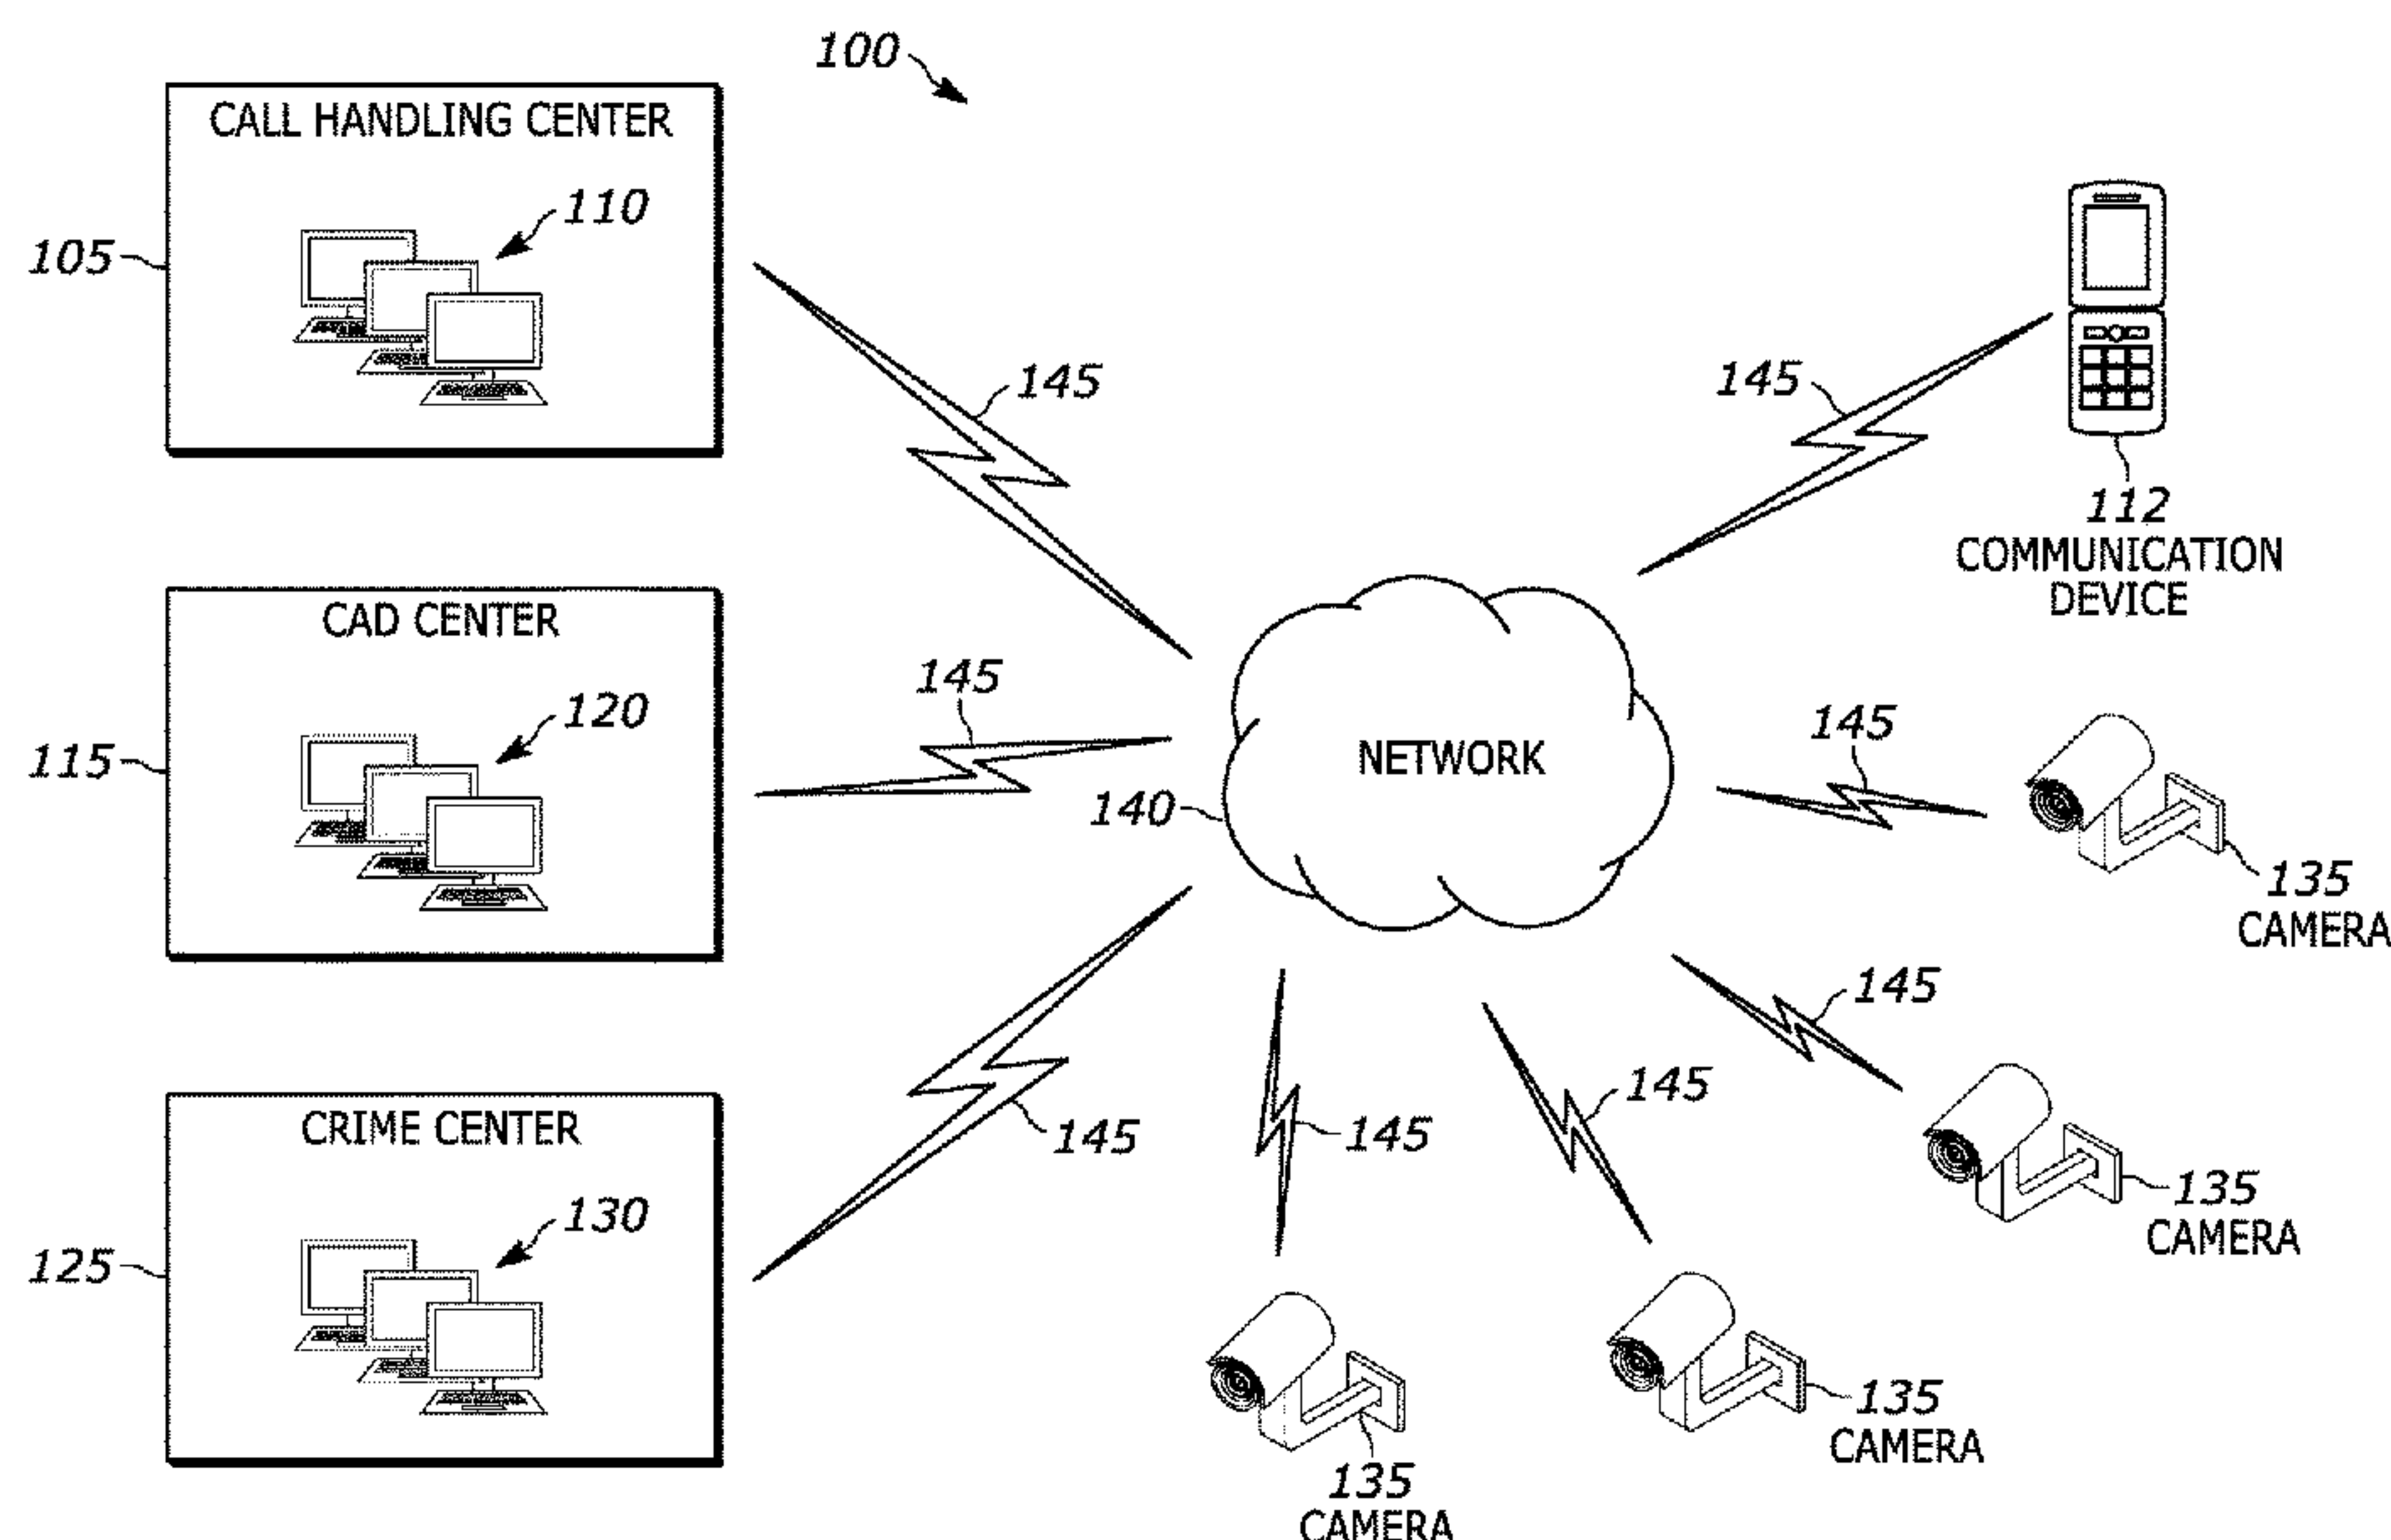 100
CALL HANDLING CENTER
110
105
145
145
112
COMMUNICATION
DEVICE
CAD CENTER
120
115
145
NETWORK
140
145
135
CAMERA
145
CRIME CENTER
130
125
145
145
145
135
CAMERA
135
CAMERA
135
CAMERA